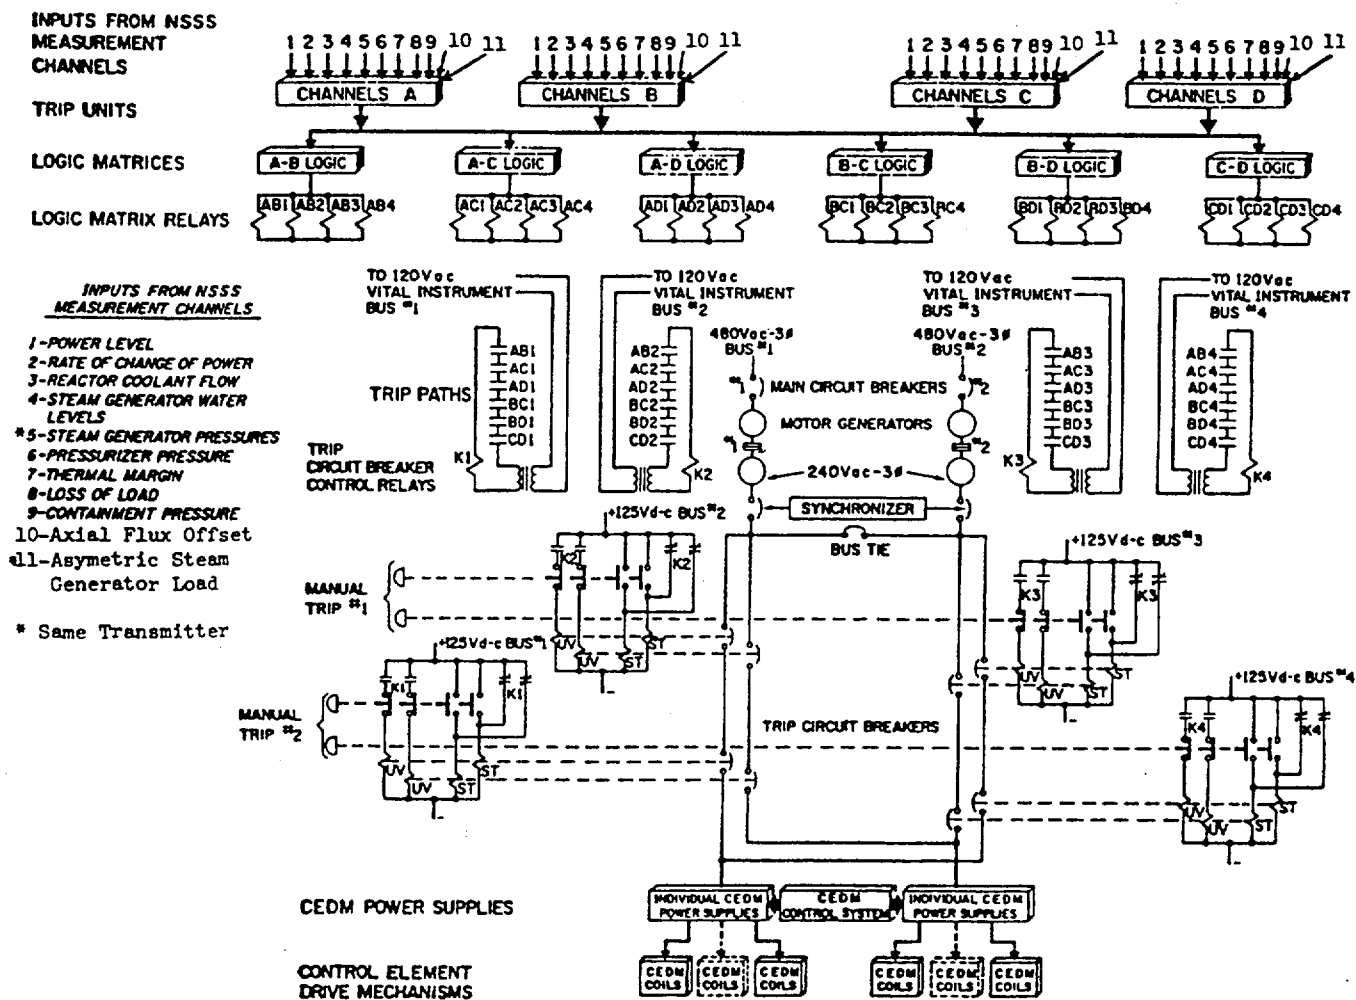 INPUTS FROM NSSS
MEASUREMENT
CHANNELS
1 2 3 4 5 6 7 8 9 10 11
1 2 3 4 5 6 7 8 9 10 11
1 2 3 4 5 6 7 8 9 10 11
1 2 3 4 5 6 7 8 9 10 11
TRIP UNITS
CHANNELS A
CHANNELS B
CHANNELS C
CHANNELS D
LOGIC MATRICES
A-B LOGIC
A-C LOGIC
A-D LOGIC
B-C LOGIC
B-D LOGIC
C-D LOGIC
LOGIC MATRIX RELAYS
AB1 AB2 AB3 AB4
AC1 AC2 AC3 AC4
AD1 AD2 AD3 AD4
BC1 BC2 BC3 BC4
BD1 BD2 BD3 BD4
CD1 CD2 CD3 CD4
INPUTS FROM NSSS
MEASUREMENT CHANNELS
1-POWER LEVEL
2-RATE OF CHANGE OF POWER
3-REACTOR COOLANT FLOW
4-STEAM GENERATOR WATER
LEVELS
*5-STEAM GENERATOR PRESSURES
6-PRESSURIZER PRESSURE
7-THERMAL MARGIN
8-LOSS OF LOAD
9-CONTAINMENT PRESSURE
10-Axial Flux Offset
11-Asymetric Steam
Generator Load
* Same Transmitter
TO 120Vac
VITAL INSTRUMENT
BUS #1
TO 120Vac
VITAL INSTRUMENT
BUS #2
TO 120Vac
VITAL INSTRUMENT
BUS #3
TO 120Vac
VITAL INSTRUMENT
BUS #4
480Vac-3ø
BUS #1
480Vac-3ø
BUS #2
TRIP PATHS
AB1
AC1
AD1
BC1
BD1
CD1
K1
AB2
AC2
AD2
BC2
BD2
CD2
K2
AB3
AC3
AD3
BC3
BD3
CD3
K3
AB4
AC4
AD4
BC4
BD4
CD4
K4
#1 MAIN CIRCUIT BREAKERS #2
MOTOR GENERATORS
#1
#2
TRIP
CIRCUIT BREAKER
CONTROL RELAYS
240Vac-3ø
SYNCHRONIZER
BUS TIE
+125Vd-c BUS #2
K2
K2
UV
UV
ST
ST
MANUAL
TRIP #1
+125Vd-c BUS #3
K3
K3
UV
UV
ST
ST
+125Vd-c BUS #1
K1
K1
UV
UV
ST
ST
MANUAL
TRIP #2
TRIP CIRCUIT BREAKERS
+125Vd-c BUS #4
K4
K4
UV
UV
ST
ST
CEDM POWER SUPPLIES
INDIVIDUAL CEDM
POWER SUPPLIES
CEDM
CONTROL SYSTEM
INDIVIDUAL CEDM
POWER SUPPLIES
CONTROL ELEMENT
DRIVE MECHANISMS
CEDM
COILS
CEDM
COILS
CEDM
COILS
CEDM
COILS
CEDM
COILS
CEDM
COILS